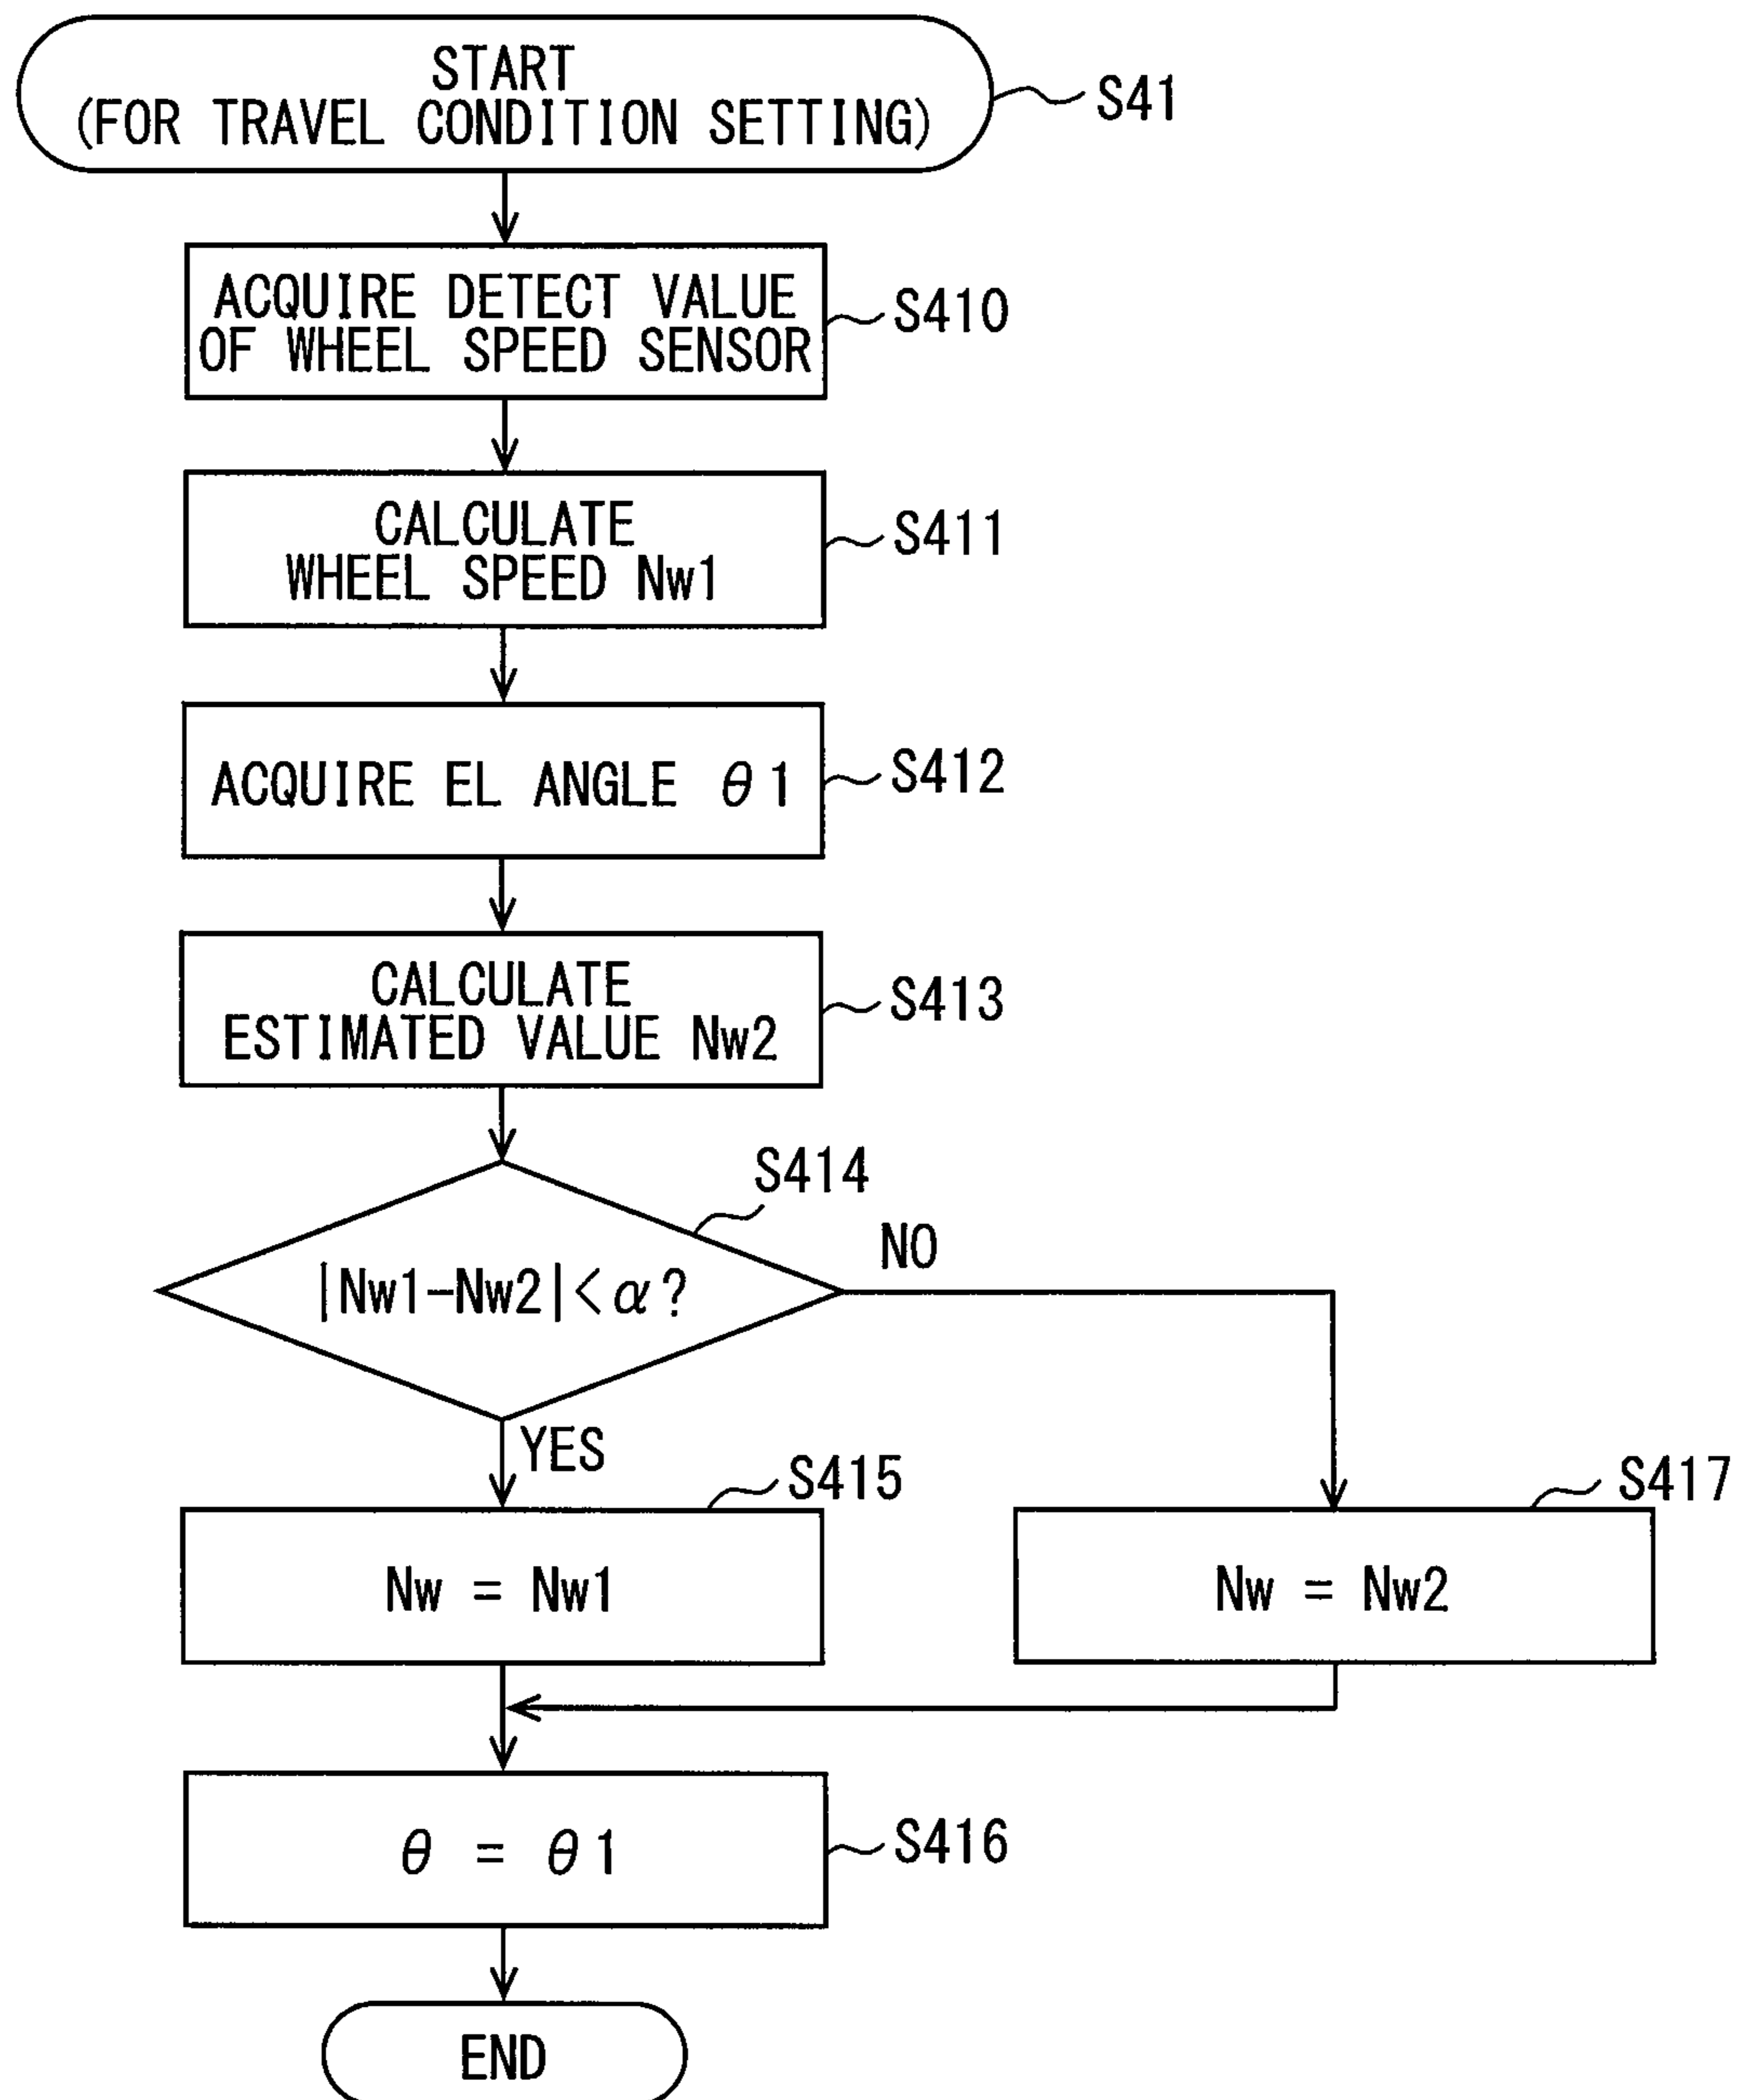 START
(FOR TRAVEL CONDITION SETTING)
S41
ACQUIRE DETECT VALUE
OF WHEEL SPEED SENSOR
S410
CALCULATE
WHEEL SPEED Nw1
S411
ACQUIRE EL ANGLE θ1
S412
CALCULATE
ESTIMATED VALUE Nw2
S413
S414
|Nw1-Nw2|<α?
NO
YES
S415
Nw = Nw1
S417
Nw = Nw2
θ = θ1
S416
END